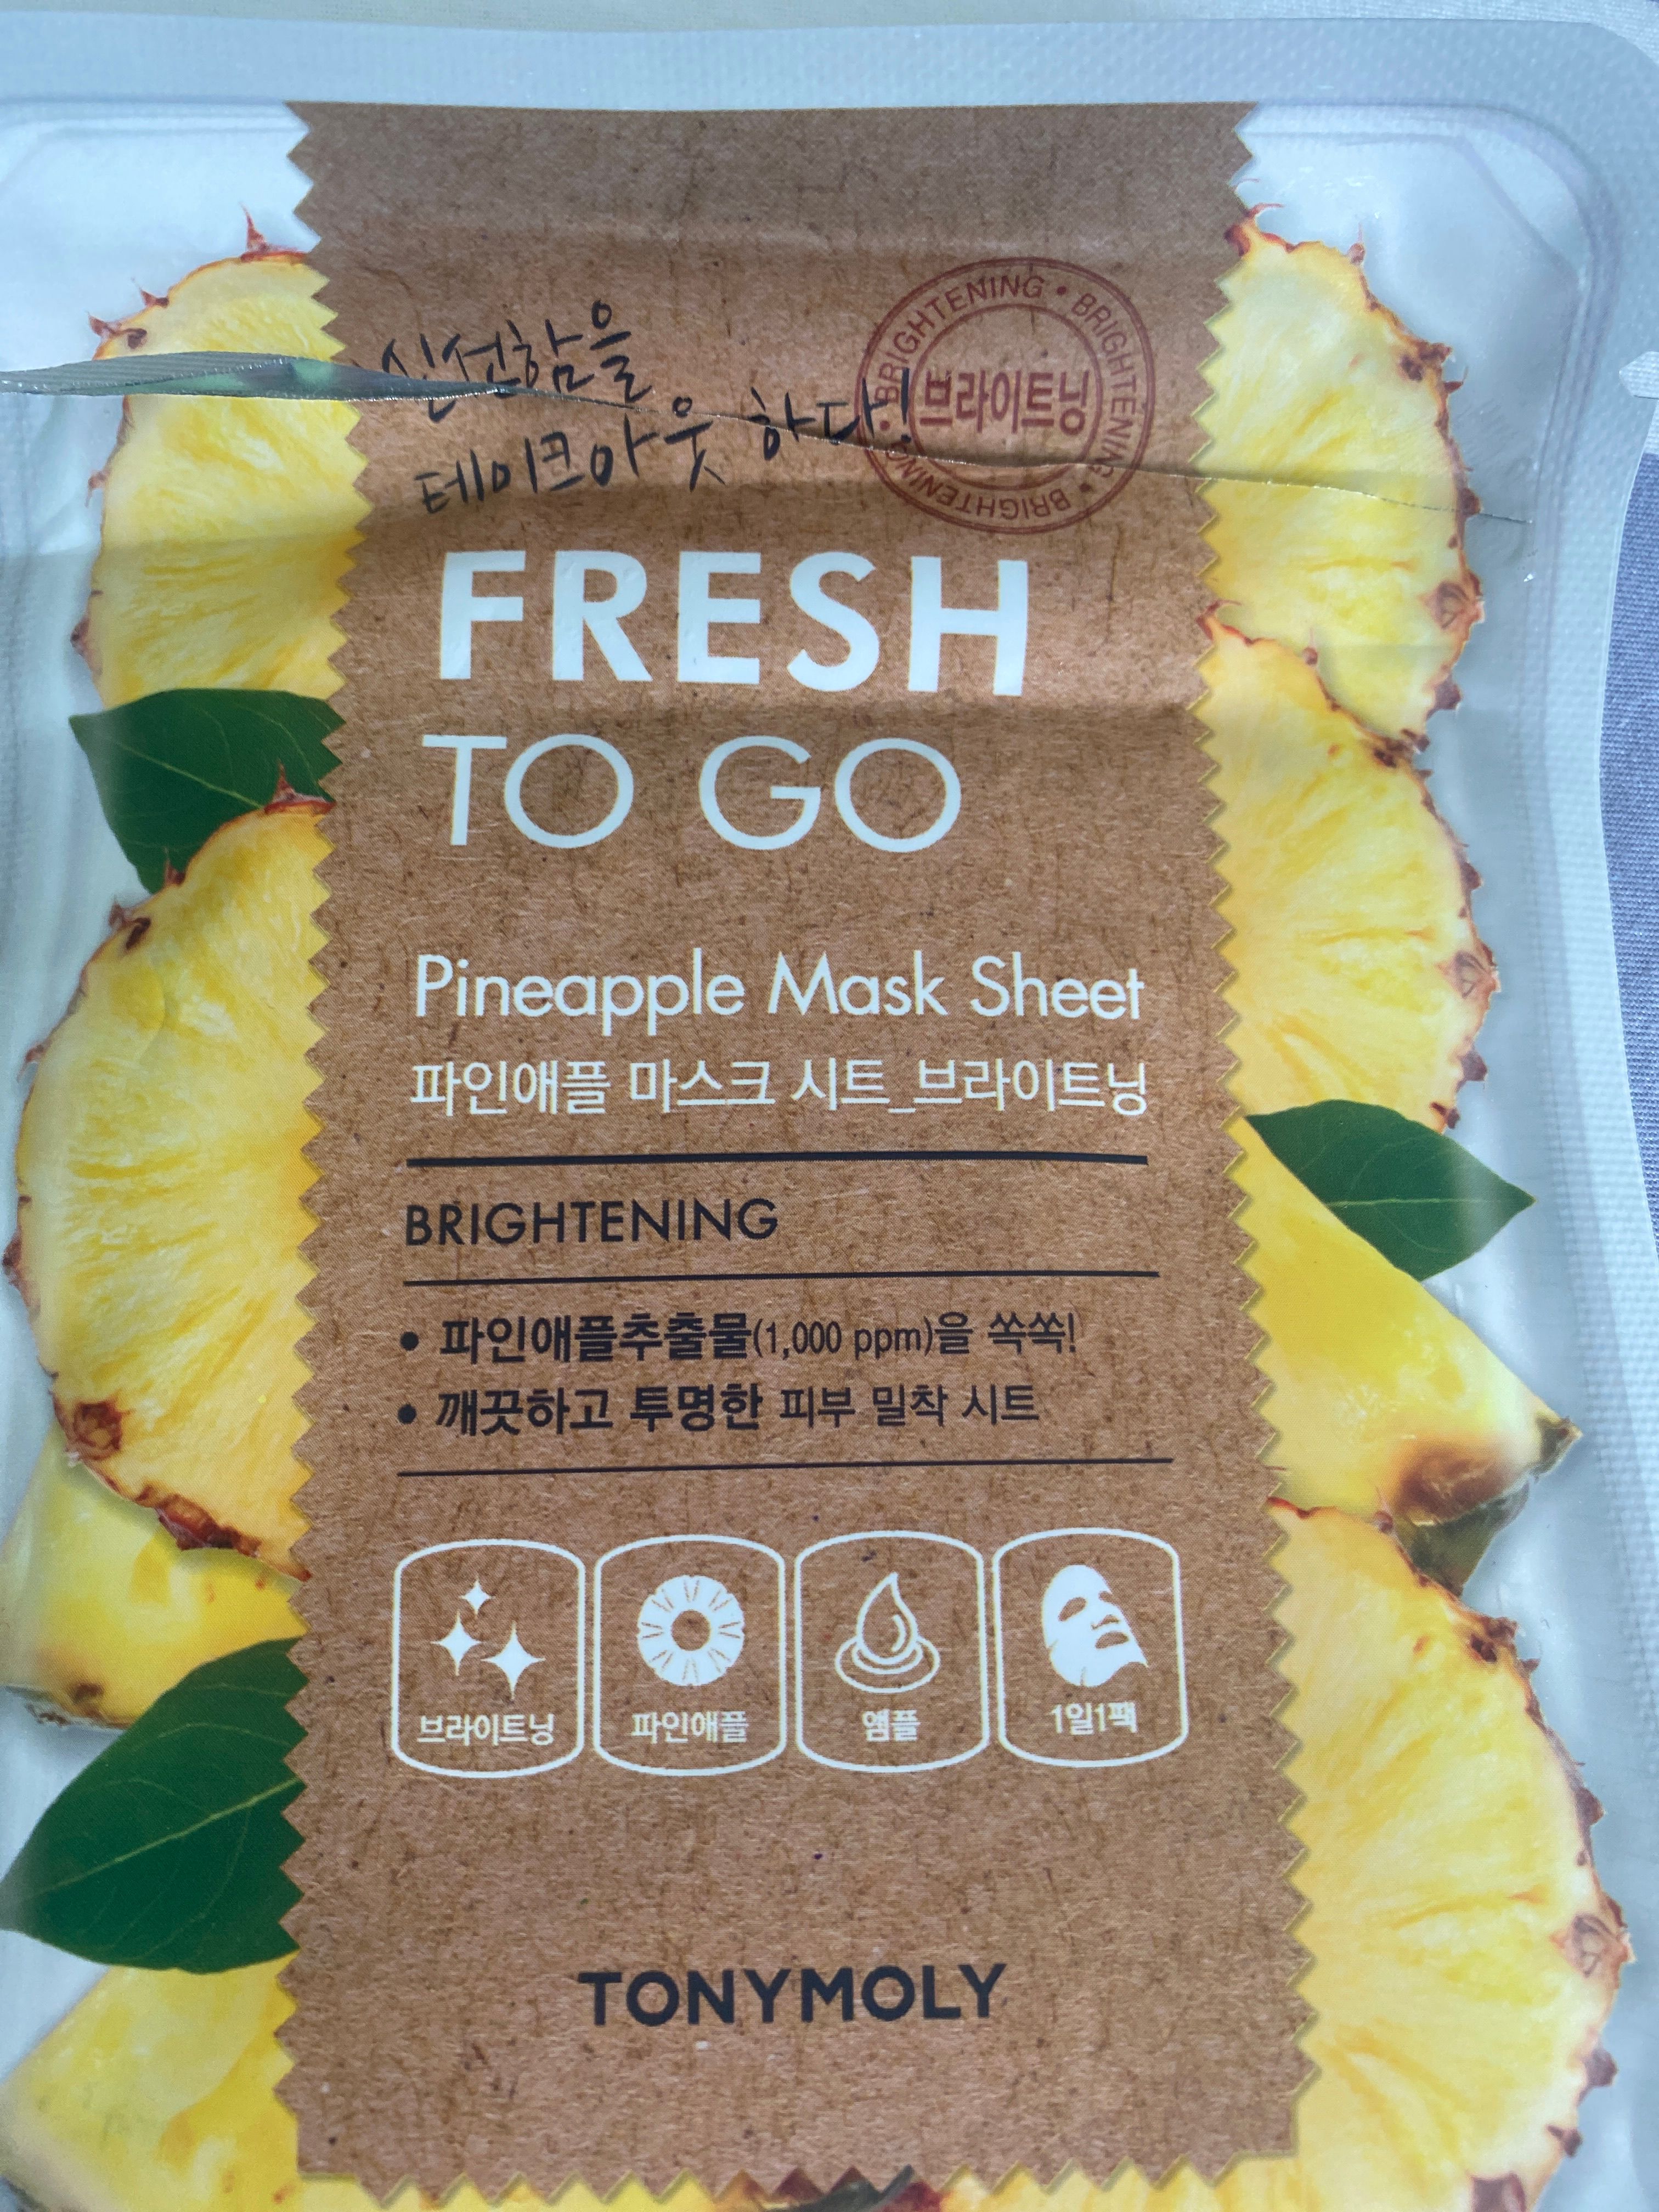 신선함을
테이크아웃 하다!
BRIGHTENING • BRIGHTENING • BRIGHTENING • BRIGHTENING •
브라이트닝
FRESH
TO GO
Pineapple Mask Sheet
파인애플 마스크 시트_브라이트닝
BRIGHTENING
• 파인애플추출물(1,000 ppm)을 쏙쏙!
• 깨끗하고 투명한 피부 밀착 시트
브라이트닝
파인애플
앰플
1일1팩
TONYMOLY